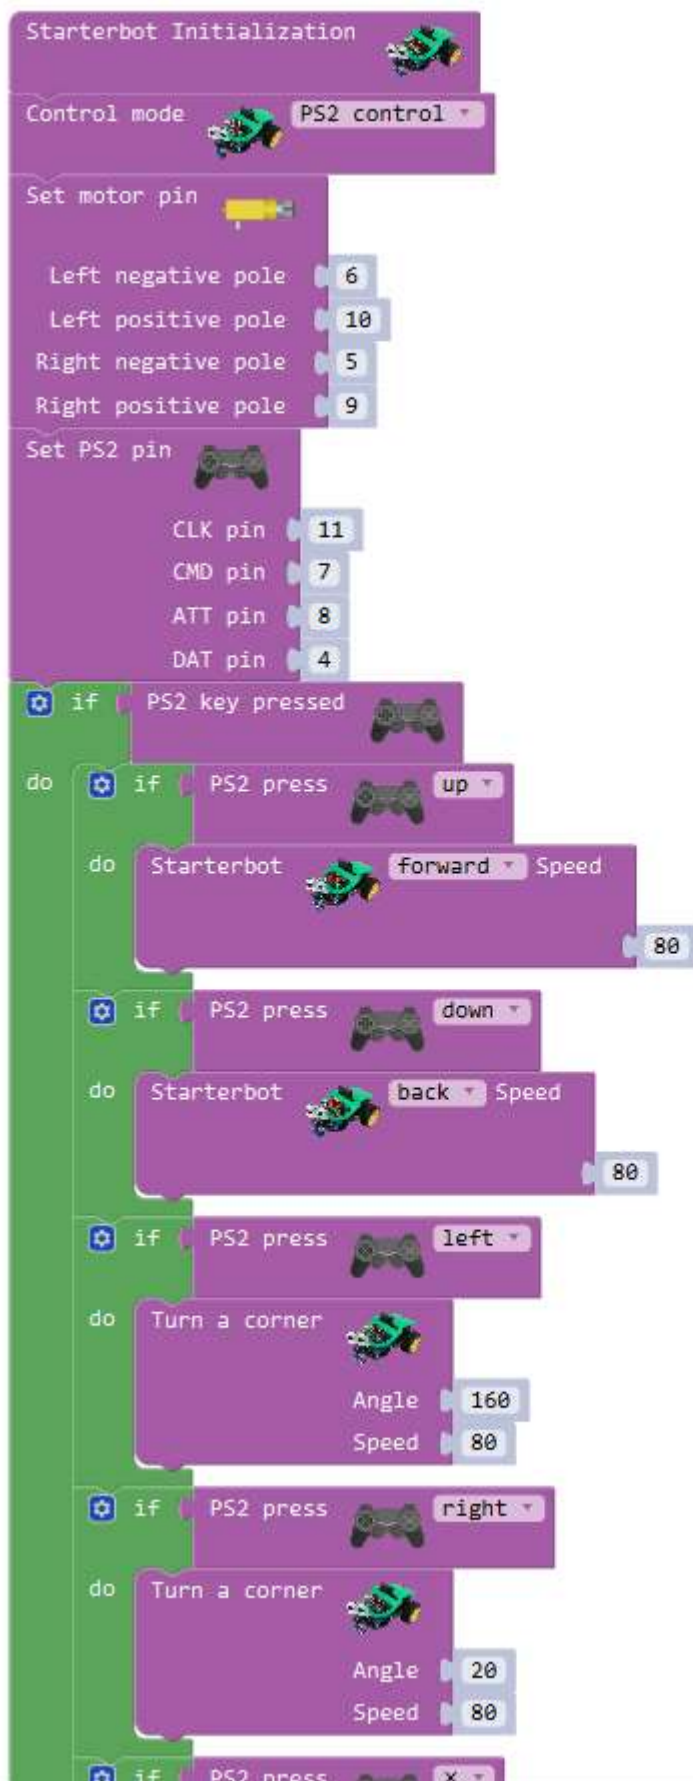 Starterbot Initialization
Control mode PS2 control
Set motor pin
Left negative pole 6
Left positive pole 10
Right negative pole 5
Right positive pole 9
Set PS2 pin
CLK pin 11
CMD pin 7
ATT pin 8
DAT pin 4
if PS2 key pressed
do if PS2 press up
do Starterbot forward Speed
80
if PS2 press down
do Starterbot back Speed
80
if PS2 press left
do Turn a corner
Angle 160
Speed 80
if PS2 press right
do Turn a corner
Angle 20
Speed 80
if PS2 press X